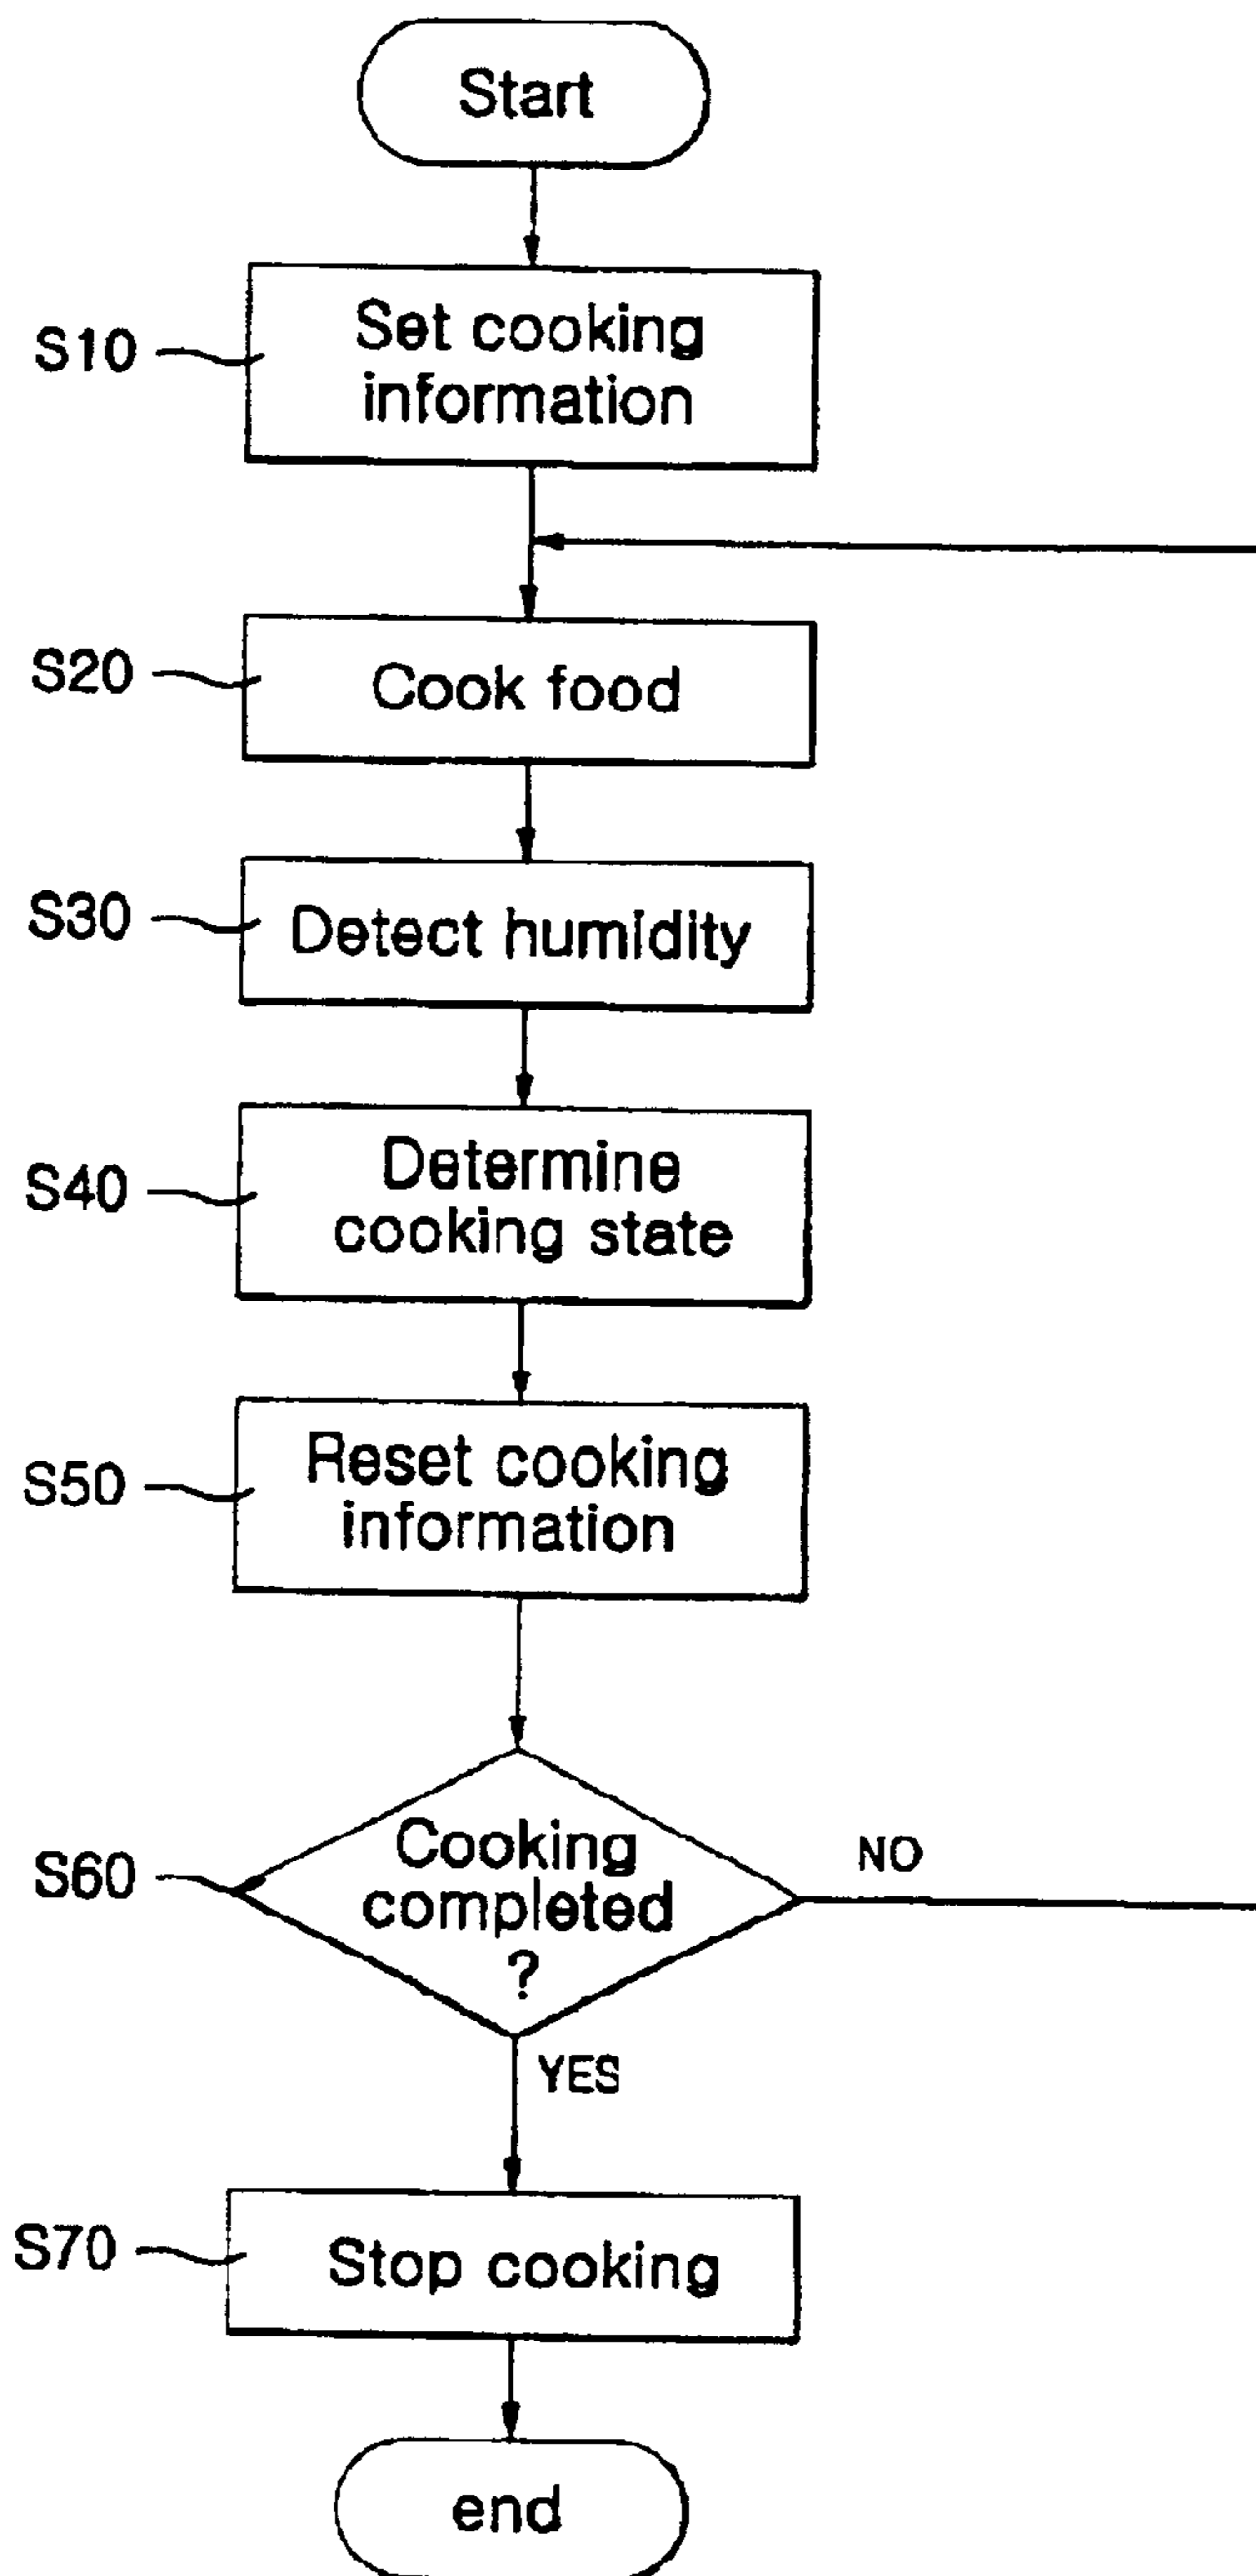 Start
S10
Set cooking
information
S20
Cook food
S30
Detect humidity
S40
Determine
cooking state
S50
Reset cooking
information
S60
Cooking
completed
?
NO
YES
S70
Stop cooking
end